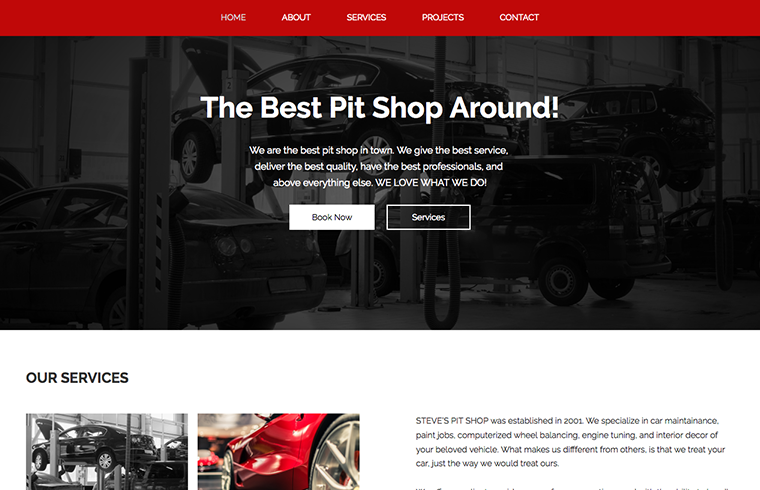 HOME ABOUT SERVICES PROJECTS CONTACT
The Best Pit Shop Around!
We are the best pit shop in town. We give the best service,
deliver the best quality, have the best professionals, and
above everything else. WE LOVE WHAT WE DO!
Book Now Services
OUR SERVICES
STEVE'S PIT SHOP was established in 2001. We specialize in car maintainance,
paint jobs, computerized wheel balancing, engine tuning, and interior decor of
your beloved vehicle. What makes us different from others, is that we treat your
car, just the way we would treat ours.